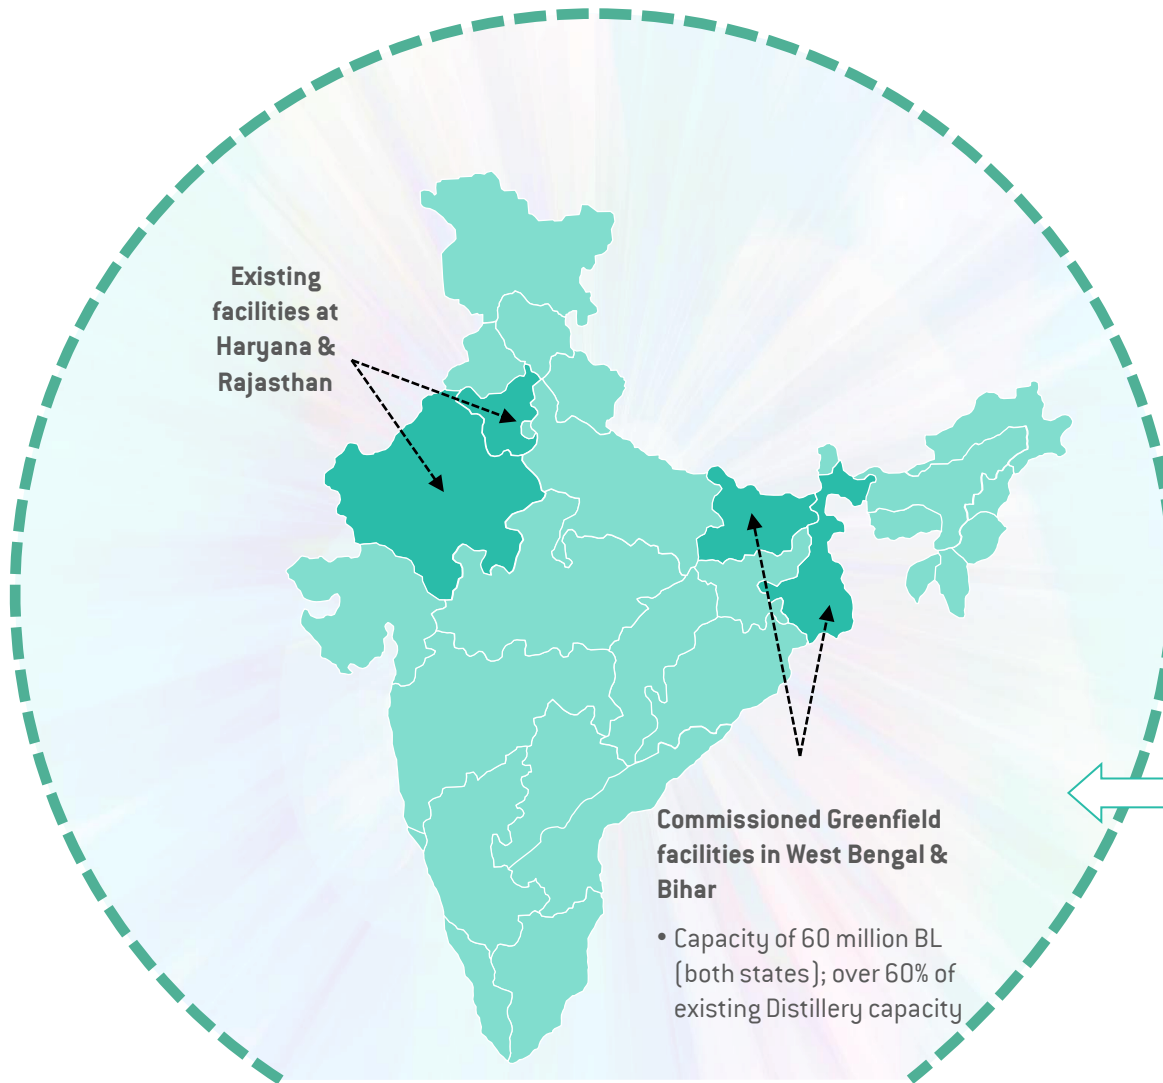 Existing
facilities at
Haryana &
Rajasthan
Commissioned Greenfield
facilities in West Bengal &
Bihar
• Capacity of 60 million BL
(both states); over 60% of
existing Distillery capacity